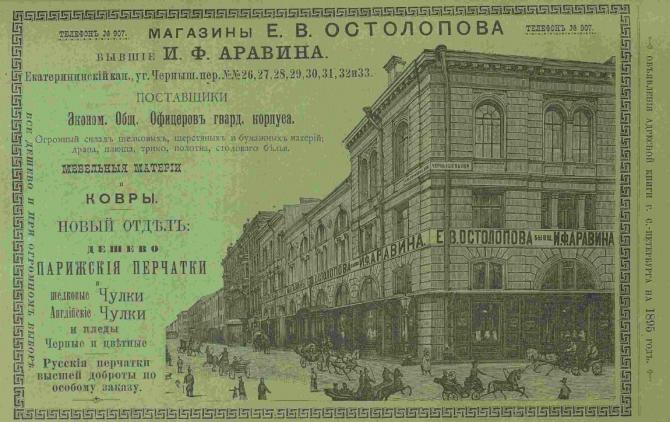 ТЕЛЕФОНЪ № 907.
МАГАЗИНЫ Е. В. ОСТОЛОПОВА
ТЕЛЕФОНЪ № 907.
БЫВШІЕ И. Ф. АРАВИНА.
Екатерининскій кан., уг. Черныш. пер. №№ 26, 27, 28, 29, 30, 31, 32 и 33.
ПОСТАВЩИКИ
Эконом. Общ. Офицеровъ гвард. корпуса.
Огромный складъ шелковыхъ, шерстяныхъ и бумажныхъ матерій;
драпа, плюша, трико, полотна, столоваго бѣлья.
МЕБЕЛЬНЫЯ МАТЕРІИ
и
КОВРЫ.
НОВЫЙ ОТДѢЛЪ:
ДЕШЕВО
ПАРИЖСКІЯ ПЕРЧАТКИ
и
шелковые Чулки
Англійскіе Чулки
и пледы
Черные и цвѣтные
Русскія перчатки
высшей доброты по
особому заказу.
ВСЕ ДЕШЕВО И ПРИ ОГРОМНОМЪ ВЫБОРѢ
Е. В. ОСТОЛОПОВА БЫВШ. И. Ф. АРАВИНА.
Е. В. ОСТОЛОПОВА БЫВШ. И. Ф. АРАВИНА
ОБЪЯВЛЕНІЯ АДРЕСНОЙ КНИГИ Г. С.-ПЕТЕРБУРГА НА 1895 ГОДЪ.